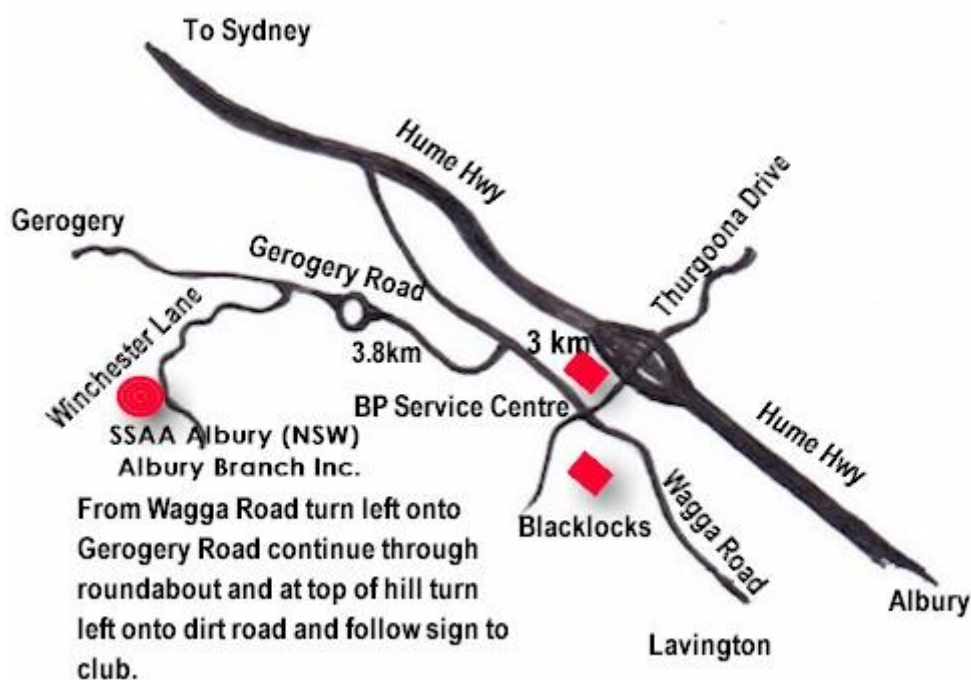 To Sydney
Hume Hwy
Thurgoona Drive
Gerogery
Gerogery Road
Winchester Lane
3.8km
3 km
BP Service Centre
Hume Hwy
SSAA Albury (NSW)
Albury Branch Inc.
Blacklocks
Wagga Road
Albury
Lavington
From Wagga Road turn left onto
Gerogery Road continue through
roundabout and at top of hill turn
left onto dirt road and follow sign to
club.